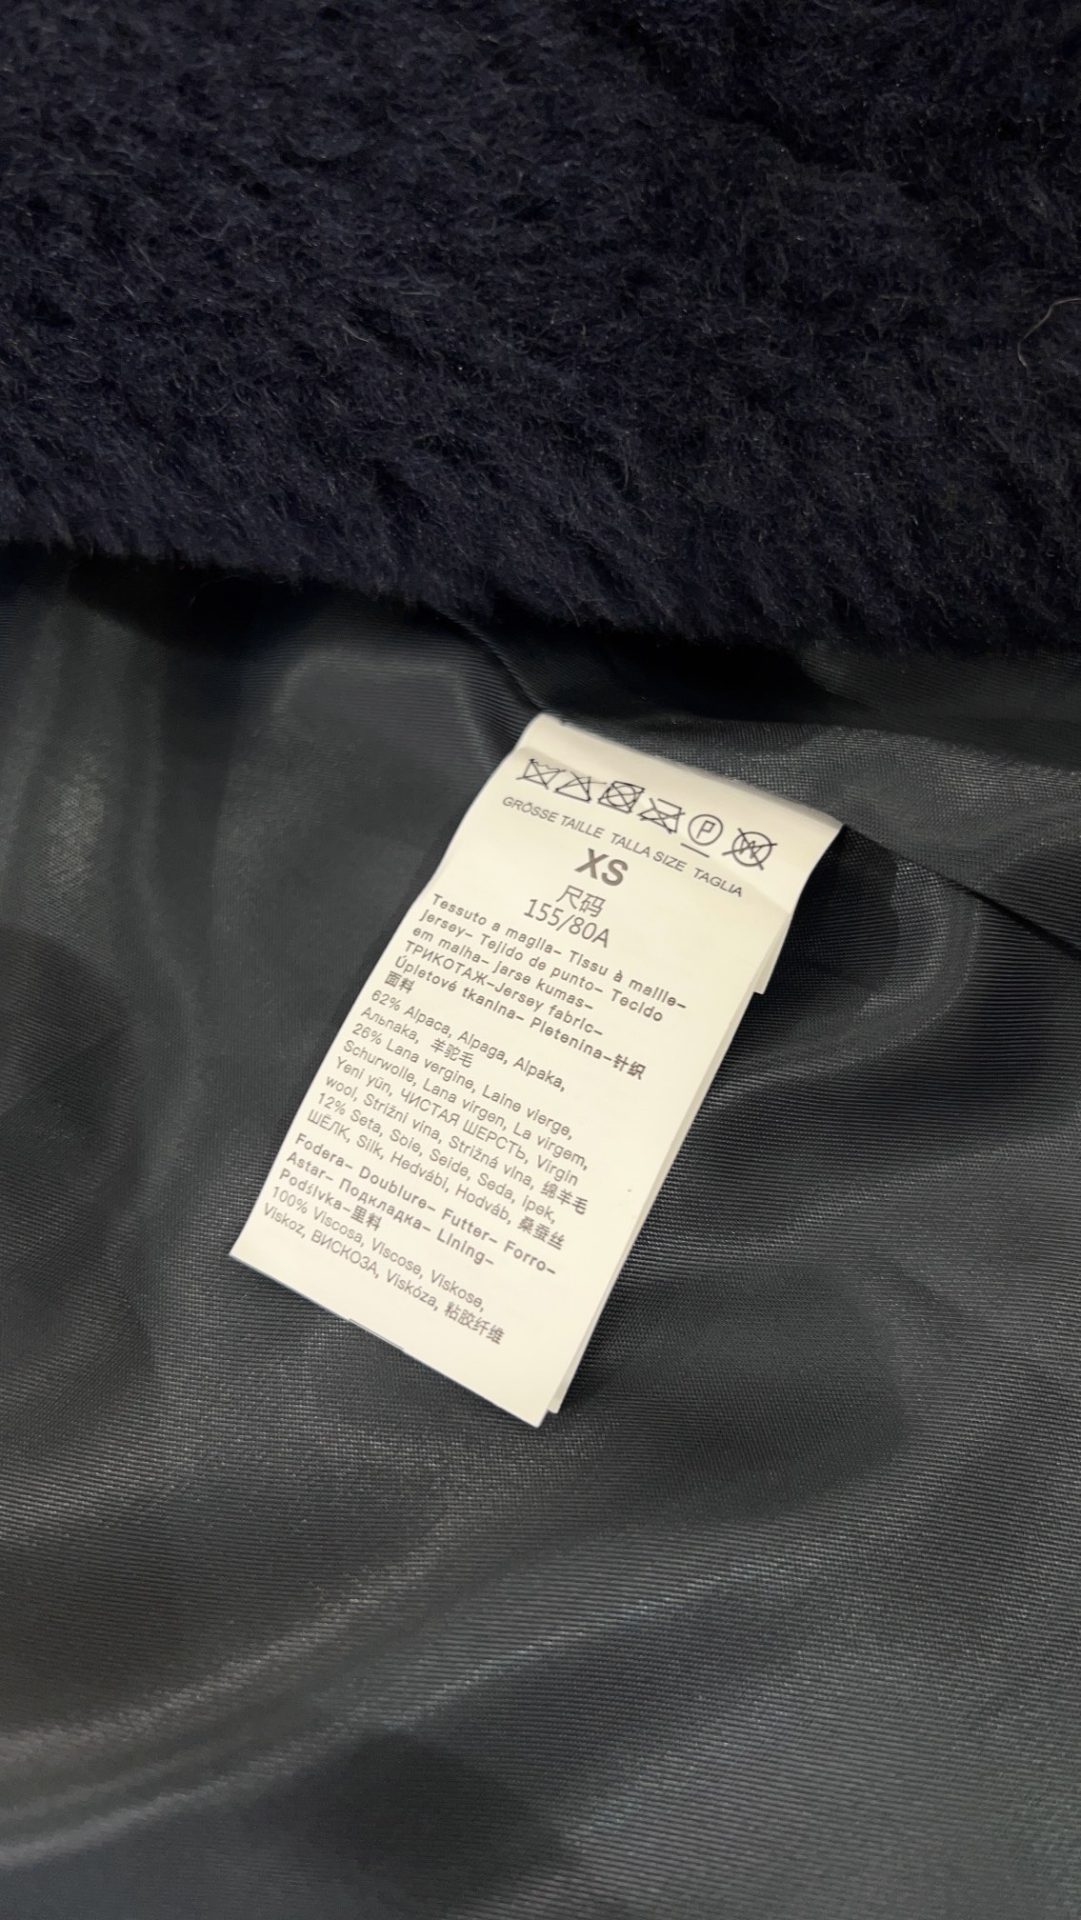 P W
GRÖSSE TAILLE TALLA SIZE TAGLIA
XS
尺码
155/80A
Tessuto a maglia– Tissu à maille–
Jersey– Tejido de punto– Tecido
em malha– jarse kumas–
ТРИКОТАЖ–Jersey fabric–
Úpletové tkanina– Pletenina–针织
面料
62% Alpaca, Alpaga, Alpaka,
Альпака, 羊驼毛
26% Lana vergine, Laine vierge,
Schurwolle, Lana virgen, La virgem,
Yeni yün, ЧИСТАЯ ШЕРСТЬ, Virgin
wool, Strižni vlna, Strižná vlna, 绵羊毛
12% Seta, Soie, Seide, Seda, Ipek,
ШЁЛК, Silk, Hedvábí, Hodváb, 桑蚕丝
Fodera– Doublure– Futter– Forro–
Astar– Подкладка– Lining–
Podšívka–里料
100% Viscosa, Viscose, Viskose,
Viskoz, ВИСКОЗА, Viskóza, 粘胶纤维